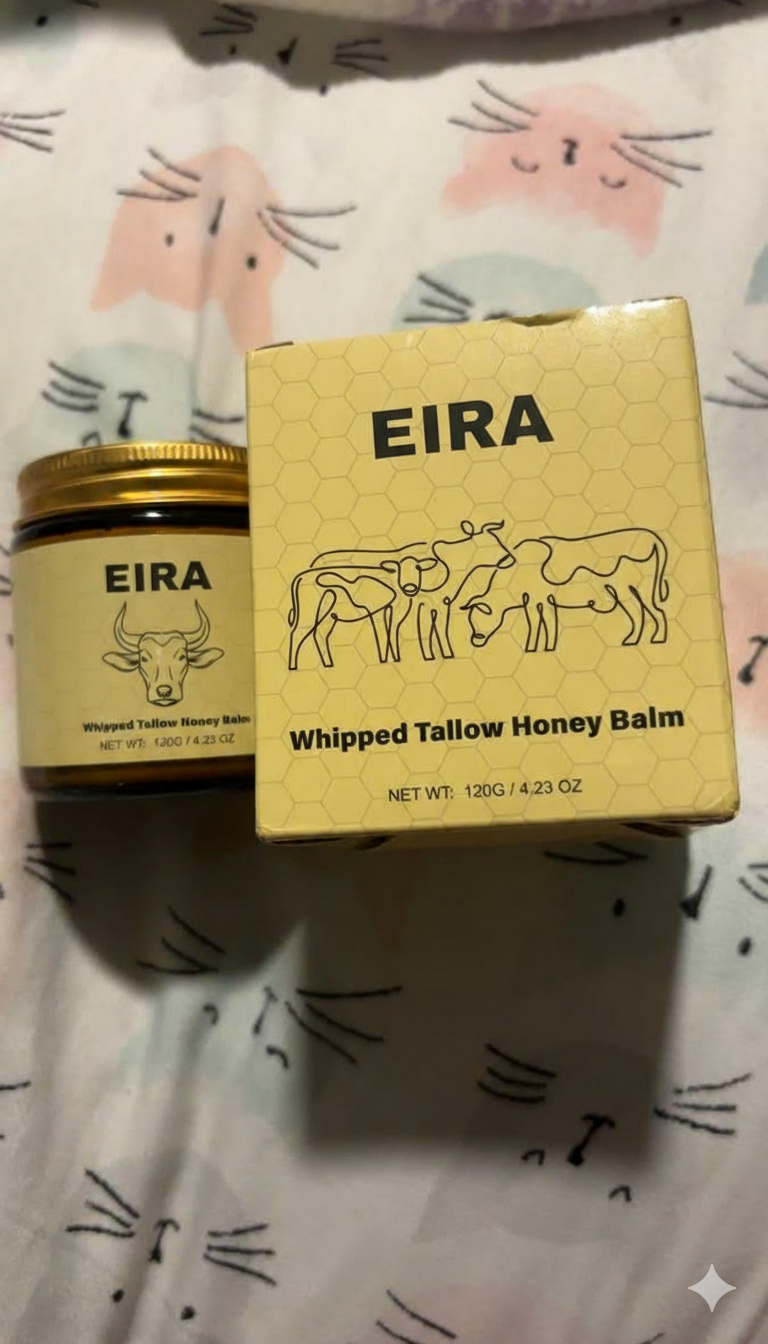 EIRA
Whipped Tallow Honey Balm
NET WT: 120G / 4.23 OZ
EIRA
Whipped Tallow Honey Balm
NET WT: 120G / 4.23 OZ